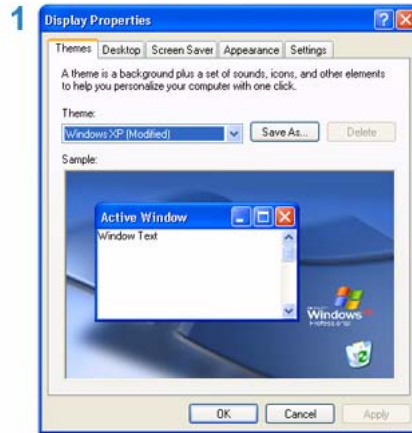 1
Display Properties
Themes Desktop Screen Saver Appearance Settings
A theme is a background plus a set of sounds, icons, and other elements
to help you personalize your computer with one click.
Theme:
Windows XP (Modified) Save As... Delete
Sample:
Active Window
Window Text
Windows xp
Professional
OK Cancel Apply